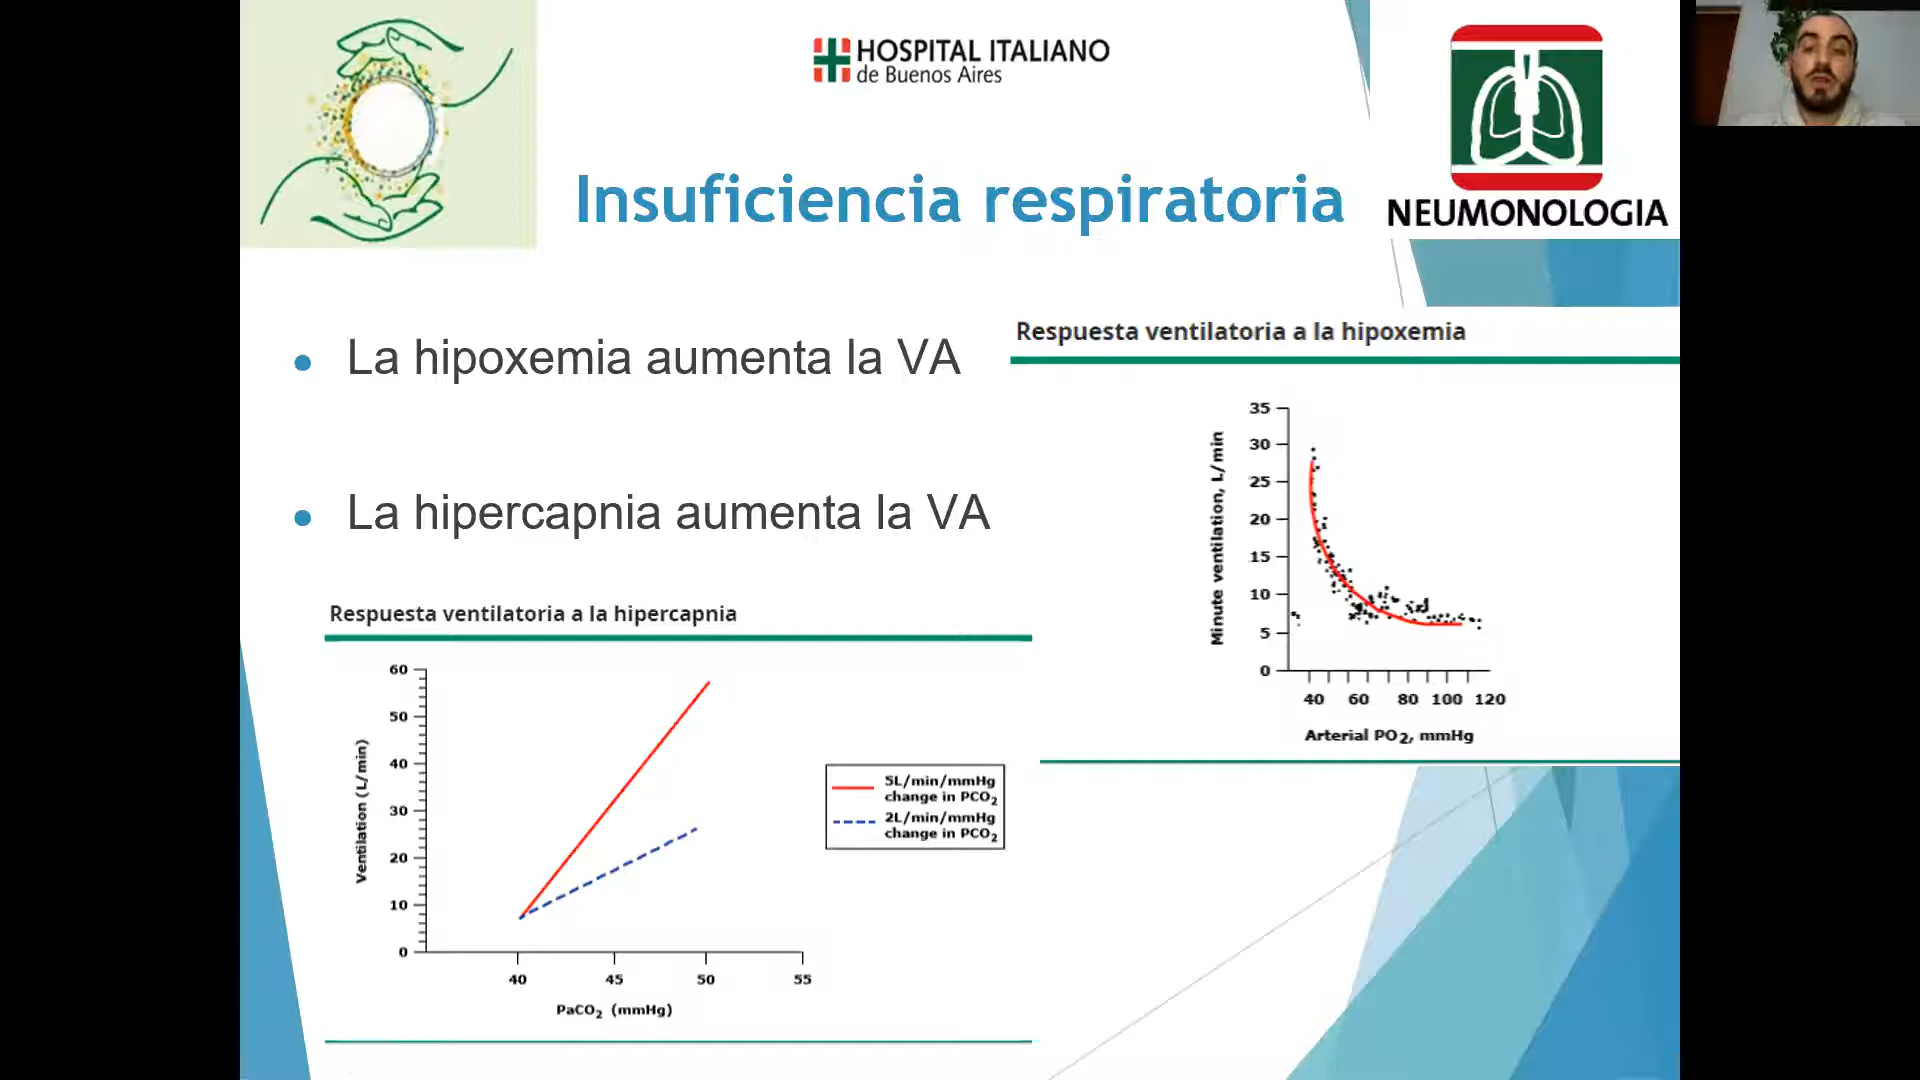 HOSPITAL ITALIANO
de Buenos Aires
NEUMONOLOGIA
Insuficiencia respiratoria
La hipoxemia aumenta la VA
La hipercapnia aumenta la VA
Respuesta ventilatoria a la hipoxemia
35
30
25
20
15
10
5
0
Minute ventilation, L/min
40 60 80 100 120
Arterial PO2, mmHg
Respuesta ventilatoria a la hipercapnia
60
50
40
30
20
10
0
Ventilation (L/min)
40 45 50 55
PaCO2 (mmHg)
5L/min/mmHg
change in PCO2
2L/min/mmHg
change in PCO2